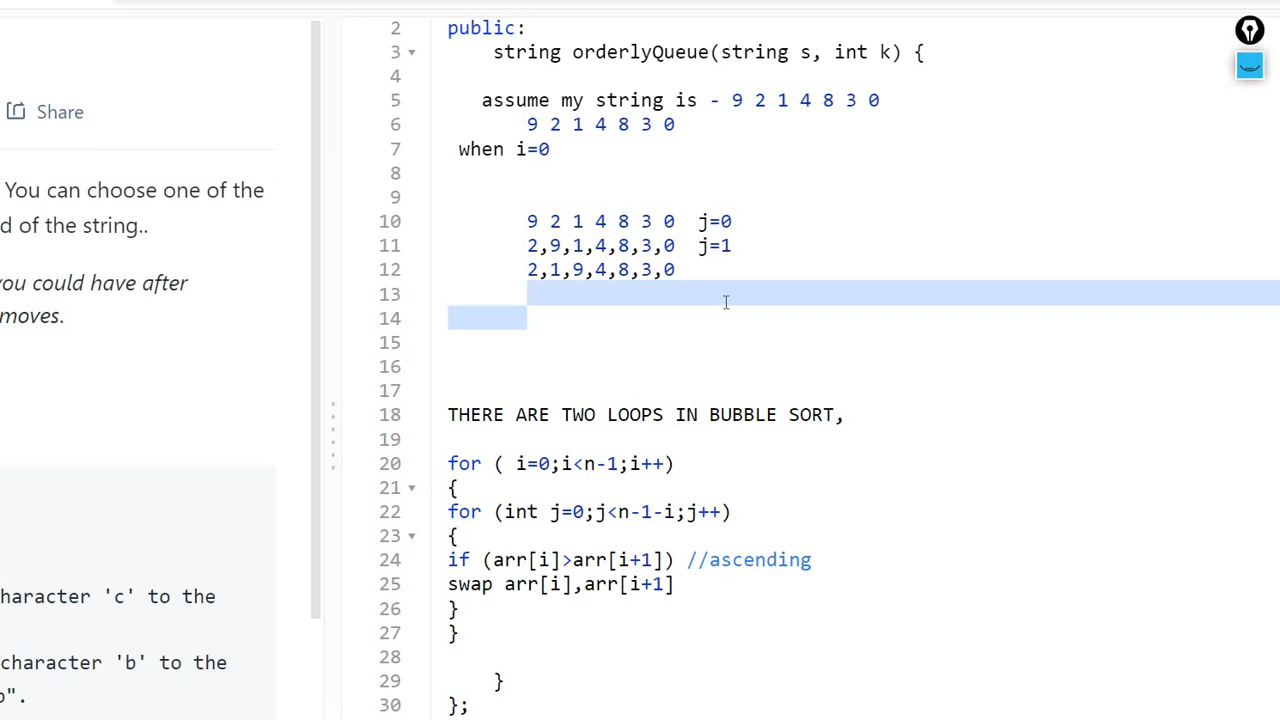 Share
You can choose one of the
d of the string..
you could have after
moves.
haracter 'c' to the
character 'b' to the
".
2 public:
3 string orderlyQueue(string s, int k) {
4
5 assume my string is - 9 2 1 4 8 3 0
6 9 2 1 4 8 3 0
7 when i=0
8
9
10 9 2 1 4 8 3 0 j=0
11 2,9,1,4,8,3,0 j=1
12 2,1,9,4,8,3,0
13
14
15
16
17
18 THERE ARE TWO LOOPS IN BUBBLE SORT,
19
20 for ( i=0;i<n-1;i++)
21 {
22 for (int j=0;j<n-1-i;j++)
23 {
24 if (arr[i]>arr[i+1]) //ascending
25 swap arr[i],arr[i+1]
26 }
27 }
28
29 }
30 };